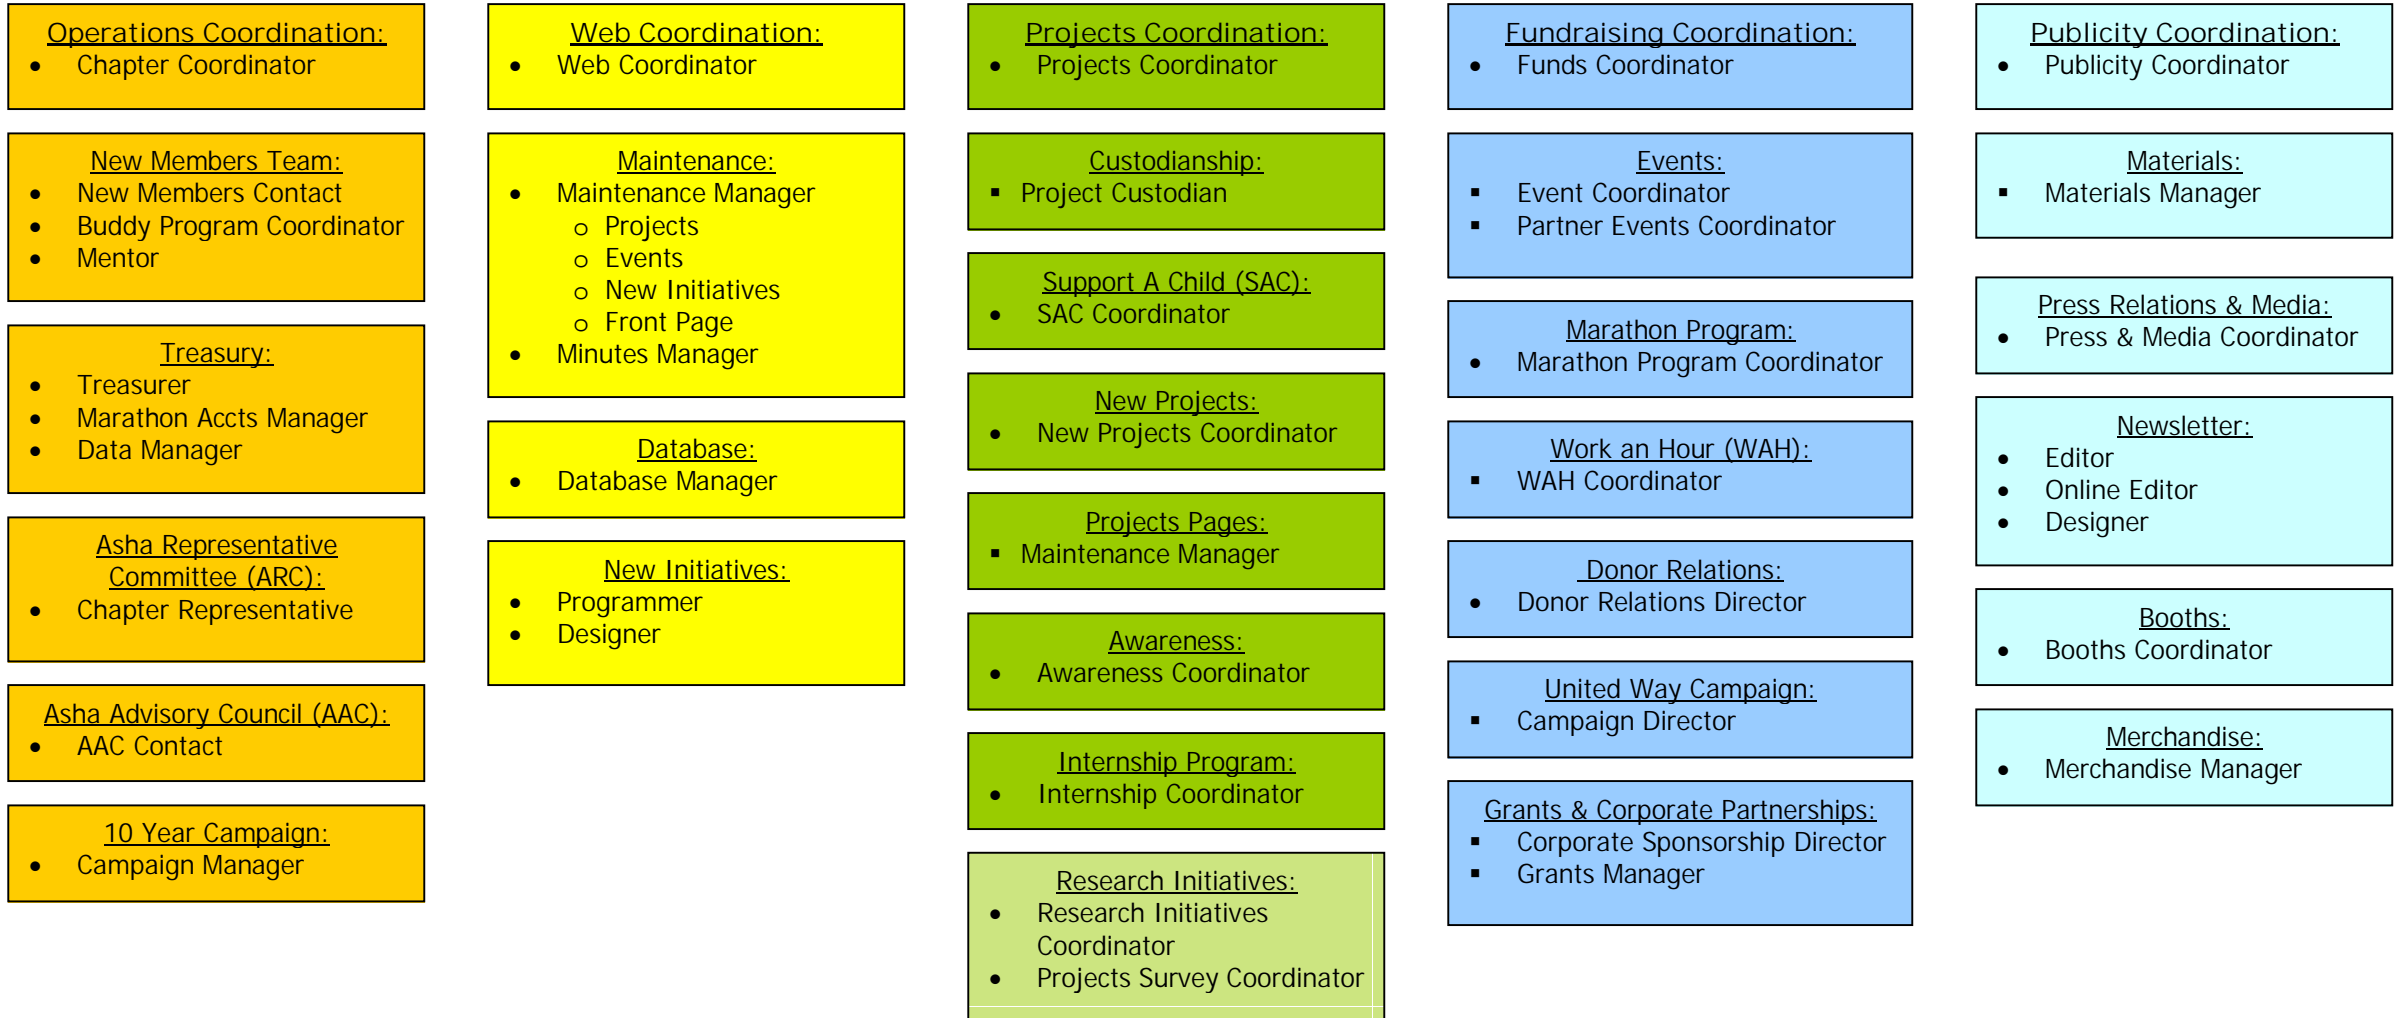 Operations Coordination:
• Chapter Coordinator
New Members Team:
• New Members Contact
• Buddy Program Coordinator
• Mentor
Treasury:
• Treasurer
• Marathon Accts Manager
• Data Manager
Asha Representative
Committee (ARC):
• Chapter Representative
Asha Advisory Council (AAC):
• AAC Contact
10 Year Campaign:
• Campaign Manager
Web Coordination:
• Web Coordinator
Maintenance:
• Maintenance Manager
o Projects
o Events
o New Initiatives
o Front Page
• Minutes Manager
Database:
• Database Manager
New Initiatives:
• Programmer
• Designer
Projects Coordination:
• Projects Coordinator
Custodianship:
▪ Project Custodian
Support A Child (SAC):
• SAC Coordinator
New Projects:
• New Projects Coordinator
Projects Pages:
▪ Maintenance Manager
Awareness:
• Awareness Coordinator
Internship Program:
• Internship Coordinator
Research Initiatives:
• Research Initiatives
Coordinator
• Projects Survey Coordinator
Fundraising Coordination:
• Funds Coordinator
Events:
▪ Event Coordinator
▪ Partner Events Coordinator
Marathon Program:
• Marathon Program Coordinator
Work an Hour (WAH):
▪ WAH Coordinator
Donor Relations:
• Donor Relations Director
United Way Campaign:
▪ Campaign Director
Grants & Corporate Partnerships:
▪ Corporate Sponsorship Director
▪ Grants Manager
Publicity Coordination:
• Publicity Coordinator
Materials:
▪ Materials Manager
Press Relations & Media:
• Press & Media Coordinator
Newsletter:
• Editor
• Online Editor
• Designer
Booths:
• Booths Coordinator
Merchandise:
• Merchandise Manager